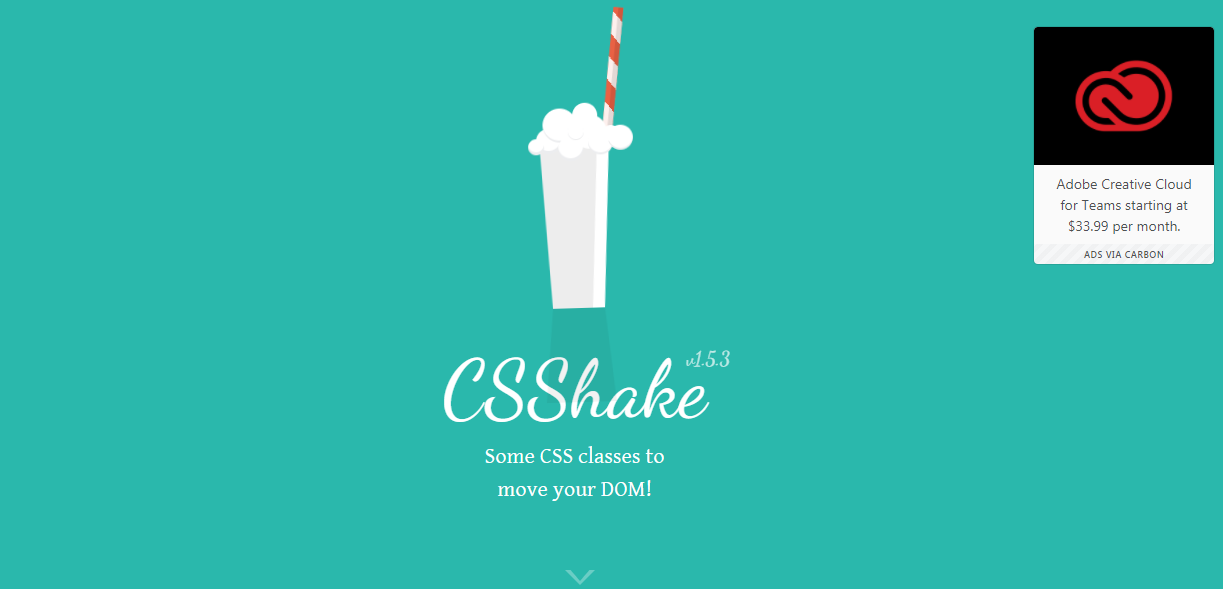 v1.5.3
CSShake
Some CSS classes to
move your DOM!
Adobe Creative Cloud
for Teams starting at
$33.99 per month.
ADS VIA CARBON